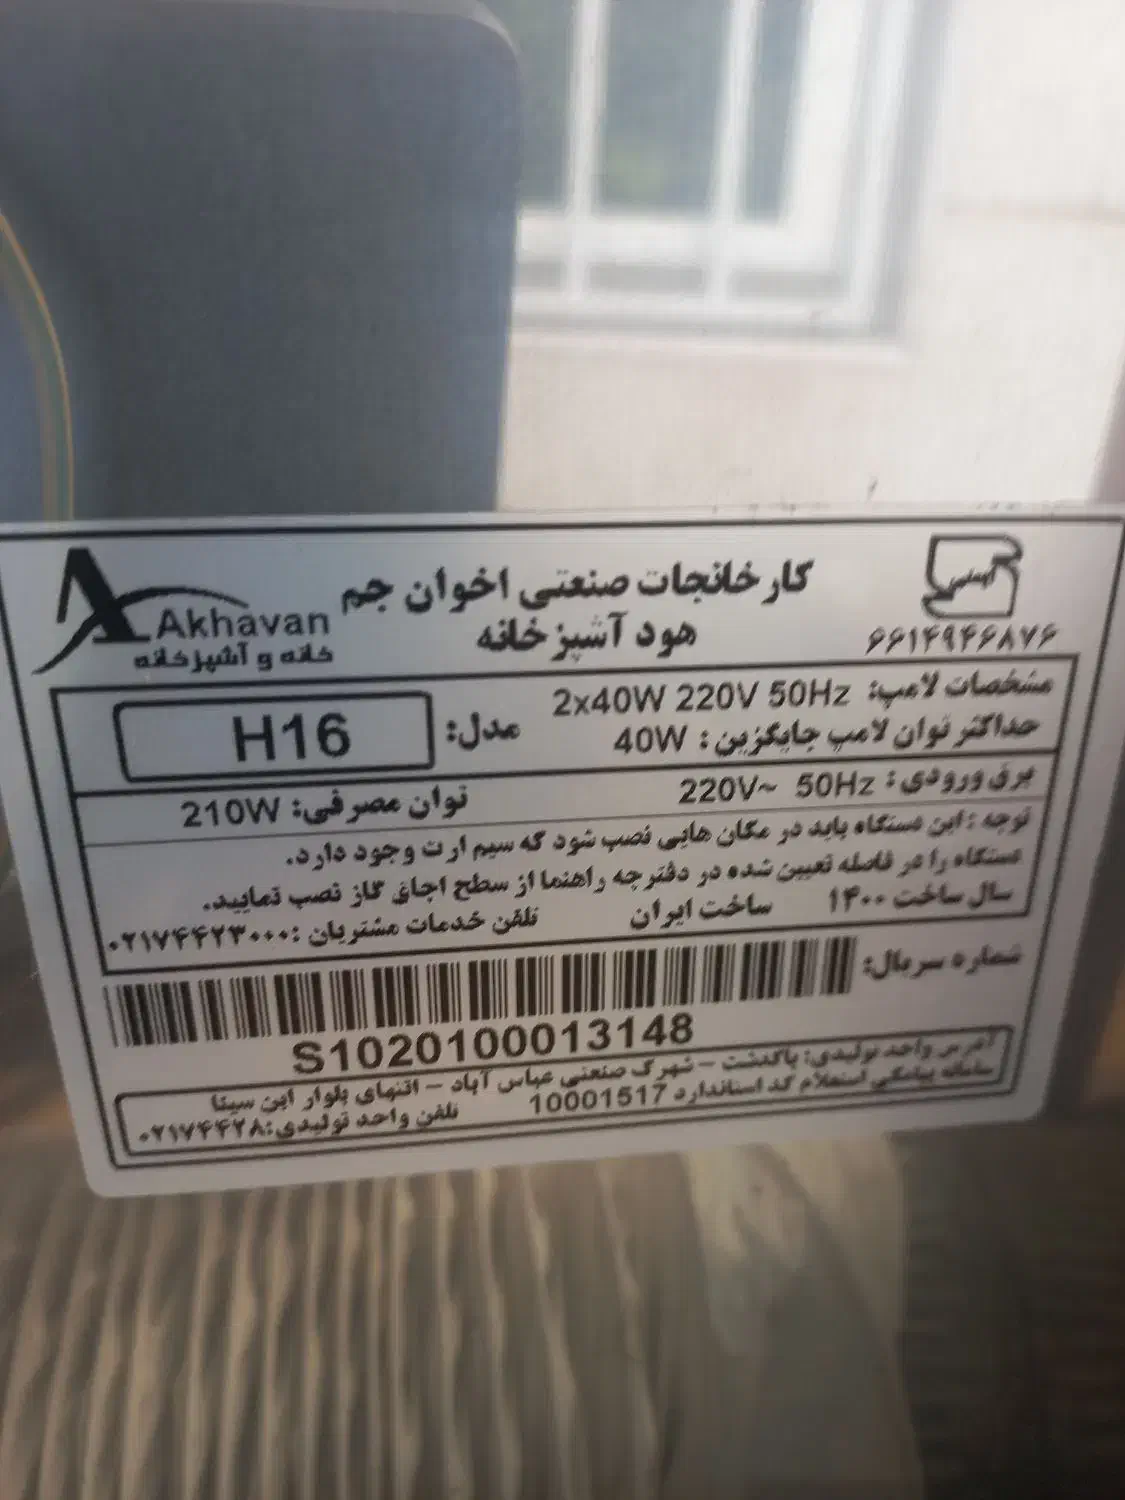 Akhavan
خانه و آشپزخانه
کارخانجات صنعتی اخوان جم
هود آشپزخانه
۶۶۱۴۹۴۶۸۷۶
مشخصات لامپ: 2x40W 220V 50Hz
حداکثر توان لامپ جایگزین: 40W
مدل: H16
برق ورودی: 220V~ 50Hz
توان مصرفی: 210W
توجه: این دستگاه باید در مکان هایی نصب شود که سیم ارت وجود دارد.
دستگاه را در فاصله تعیین شده در دفترچه راهنما از سطح اجاق گاز نصب نمایید.
سال ساخت ۱۴۰۰ ساخت ایران تلفن خدمات مشتریان: ۰۲۱۷۴۴۲۳۰۰۰
شماره سریال:
S1020100013148
آدرس واحد تولیدی: پاکدشت - شهرک صنعتی عباس آباد - انتهای بلوار ابن سینا
سامانه پیامکی استعلام کد استاندارد 10001517 تلفن واحد تولیدی: ۰۲۱۷۴۴۲۸